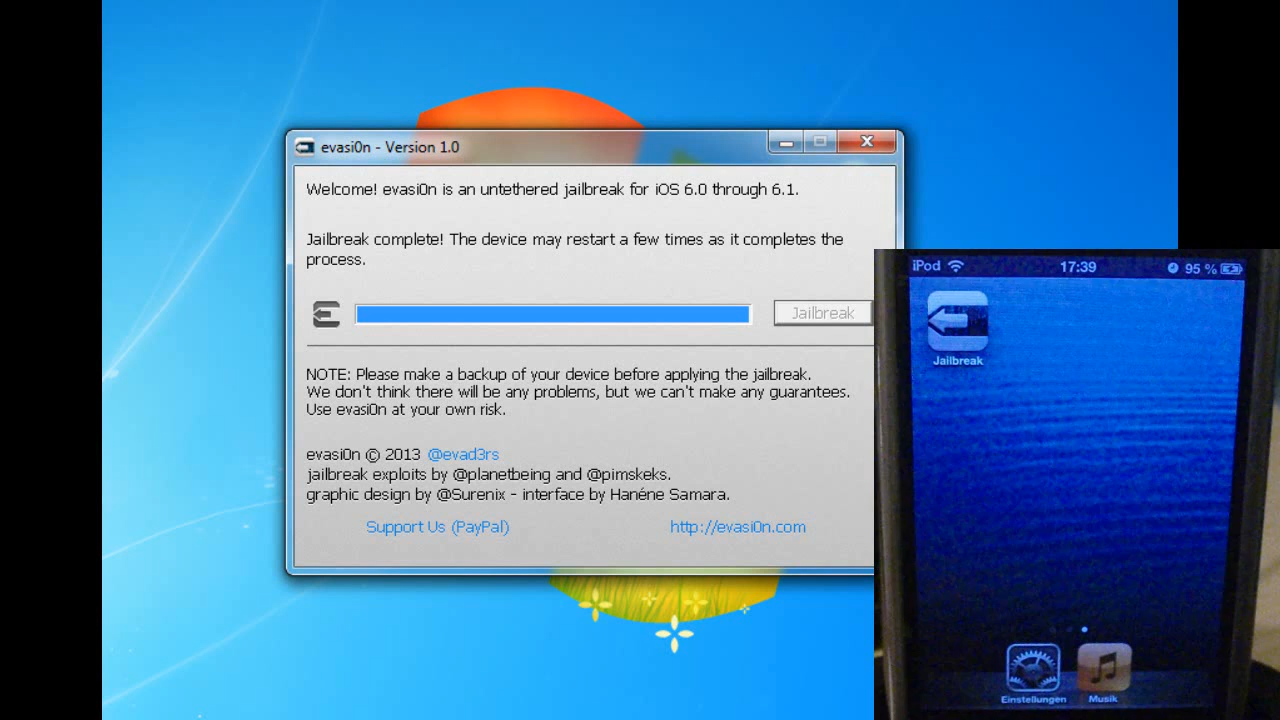 evasi0n - Version 1.0
Welcome! evasi0n is an untethered jailbreak for iOS 6.0 through 6.1.
Jailbreak complete! The device may restart a few times as it completes the
process.
Jailbreak
NOTE: Please make a backup of your device before applying the jailbreak.
We don't think there will be any problems, but we can't make any guarantees.
Use evasi0n at your own risk.
evasi0n © 2013 @evad3rs
jailbreak exploits by @planetbeing and @pimskeks.
graphic design by @Surenix - interface by Hanéne Samara.
Support Us (PayPal) http://evasi0n.com
iPod 17:39 95 %
Jailbreak
Einstellungen Musik